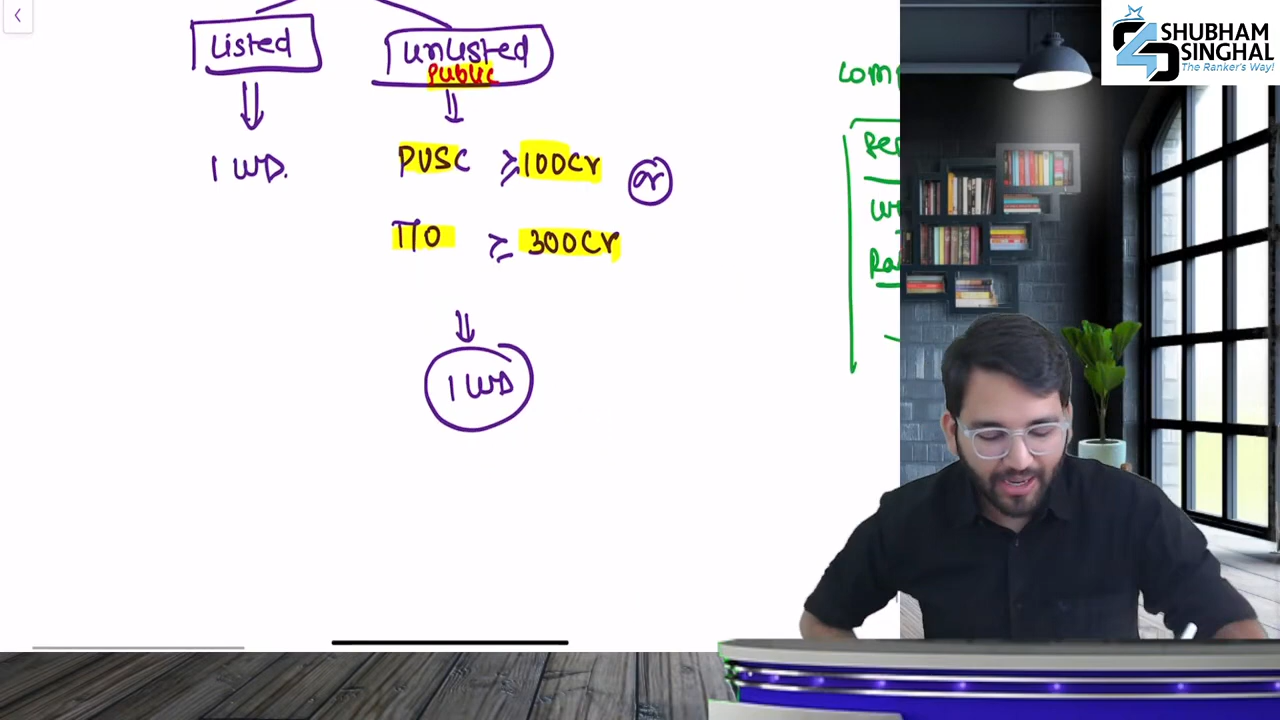 Listed
unlisted
public
1 WD.
PUSC ≥ 100Cr or
T/O ≥ 300Cr
1 WD
SHUBHAM
SINGHAL
The Ranker's Way!